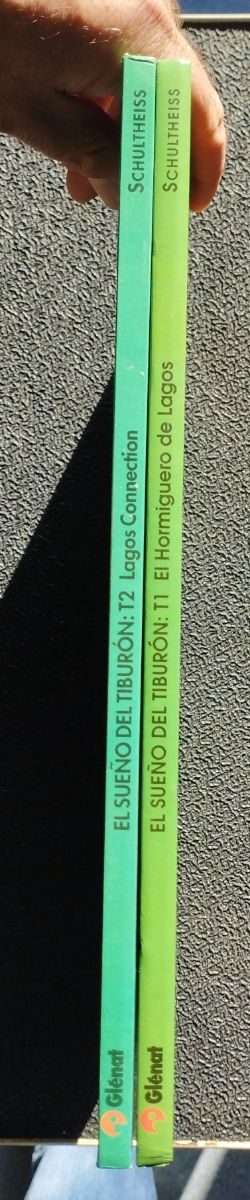 Glénat EL SUEÑO DEL TIBURÓN: T2 Lagos Connection SCHULTHEISS
Glénat EL SUEÑO DEL TIBURÓN: T1 El Hormiguero de Lagos SCHULTHEISS